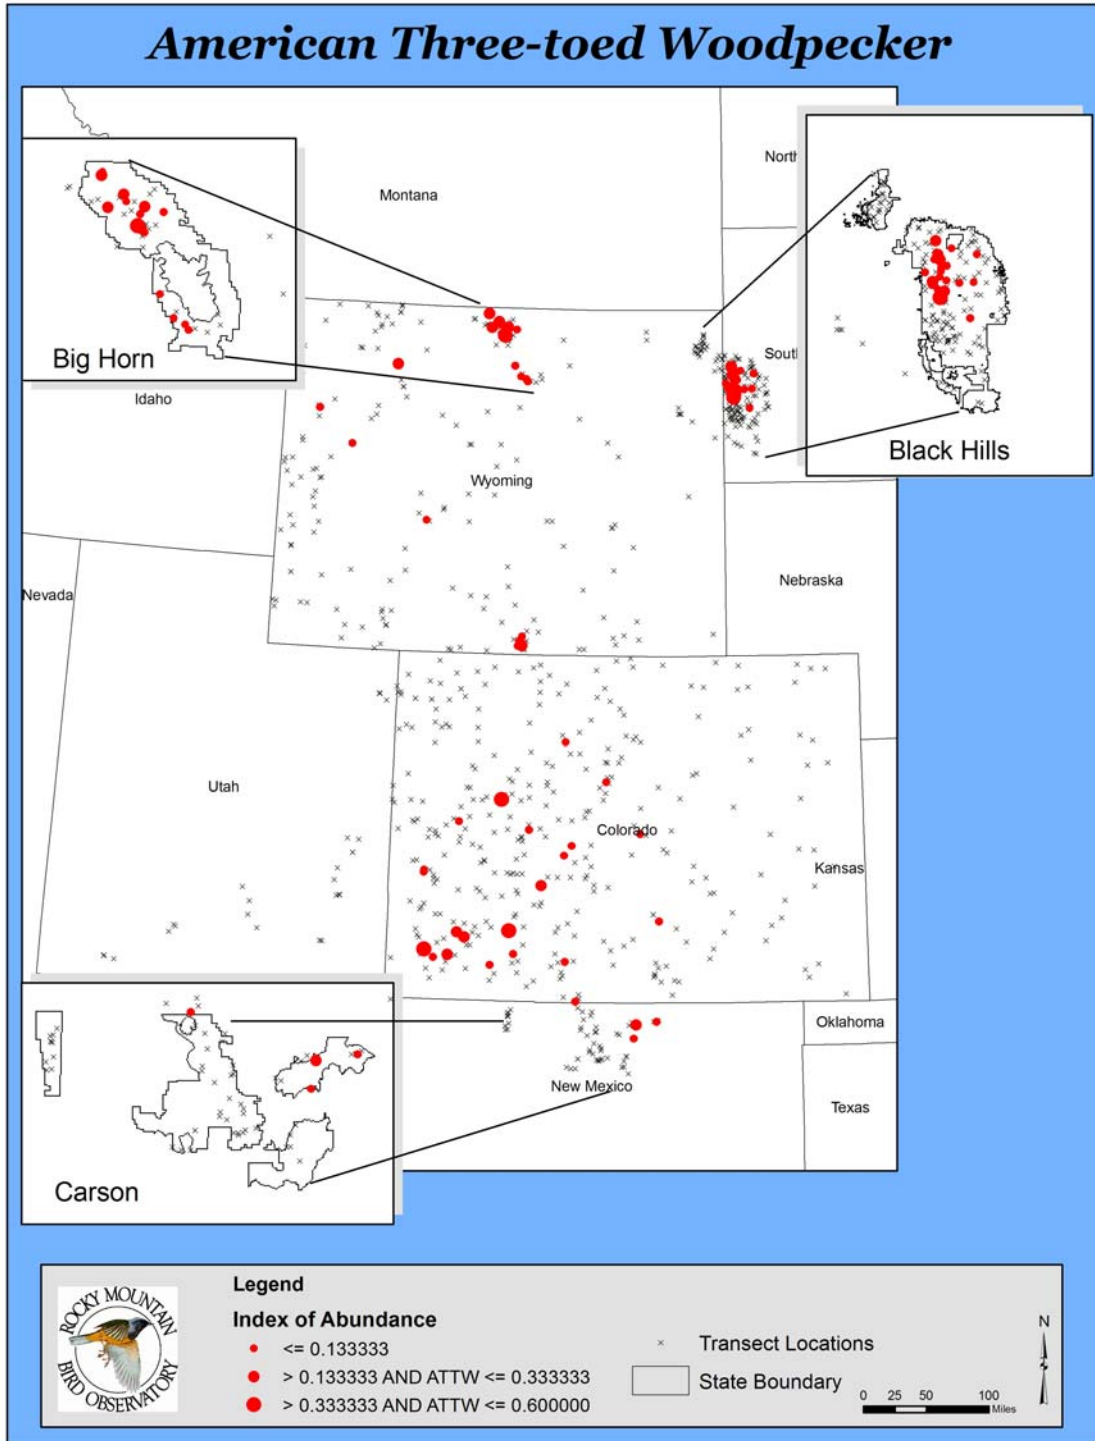 American Three-toed Woodpecker
Montana
North
Big Horn
Idaho
South
Black Hills
Wyoming
Nebraska
Nevada
Utah
Colorado
Kansas
Oklahoma
New Mexico
Texas
Carson
ROCKY MOUNTAIN
BIRD OBSERVATORY
Legend
Index of Abundance
<= 0.133333
> 0.133333 AND ATTW <= 0.333333
> 0.333333 AND ATTW <= 0.600000
Transect Locations
State Boundary
N
0 25 50 100
Miles